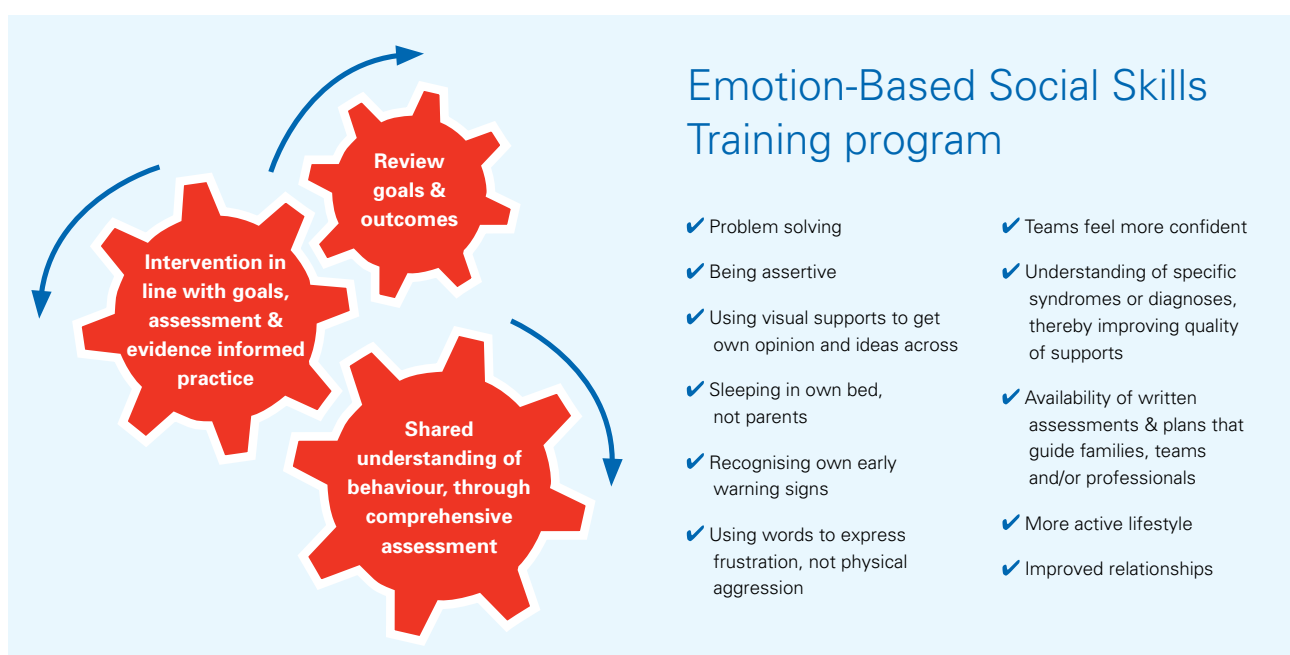 Review
goals &
outcomes
Intervention in
line with goals,
assessment &
evidence informed
practice
Shared
understanding of
behaviour, through
comprehensive
assessment
Emotion-Based Social Skills
Training program
✔ Problem solving
✔ Being assertive
✔ Using visual supports to get
own opinion and ideas across
✔ Sleeping in own bed,
not parents
✔ Recognising own early
warning signs
✔ Using words to express
frustration, not physical
aggression
✔ Teams feel more confident
✔ Understanding of specific
syndromes or diagnoses,
thereby improving quality
of supports
✔ Availability of written
assessments & plans that
guide families, teams
and/or professionals
✔ More active lifestyle
✔ Improved relationships